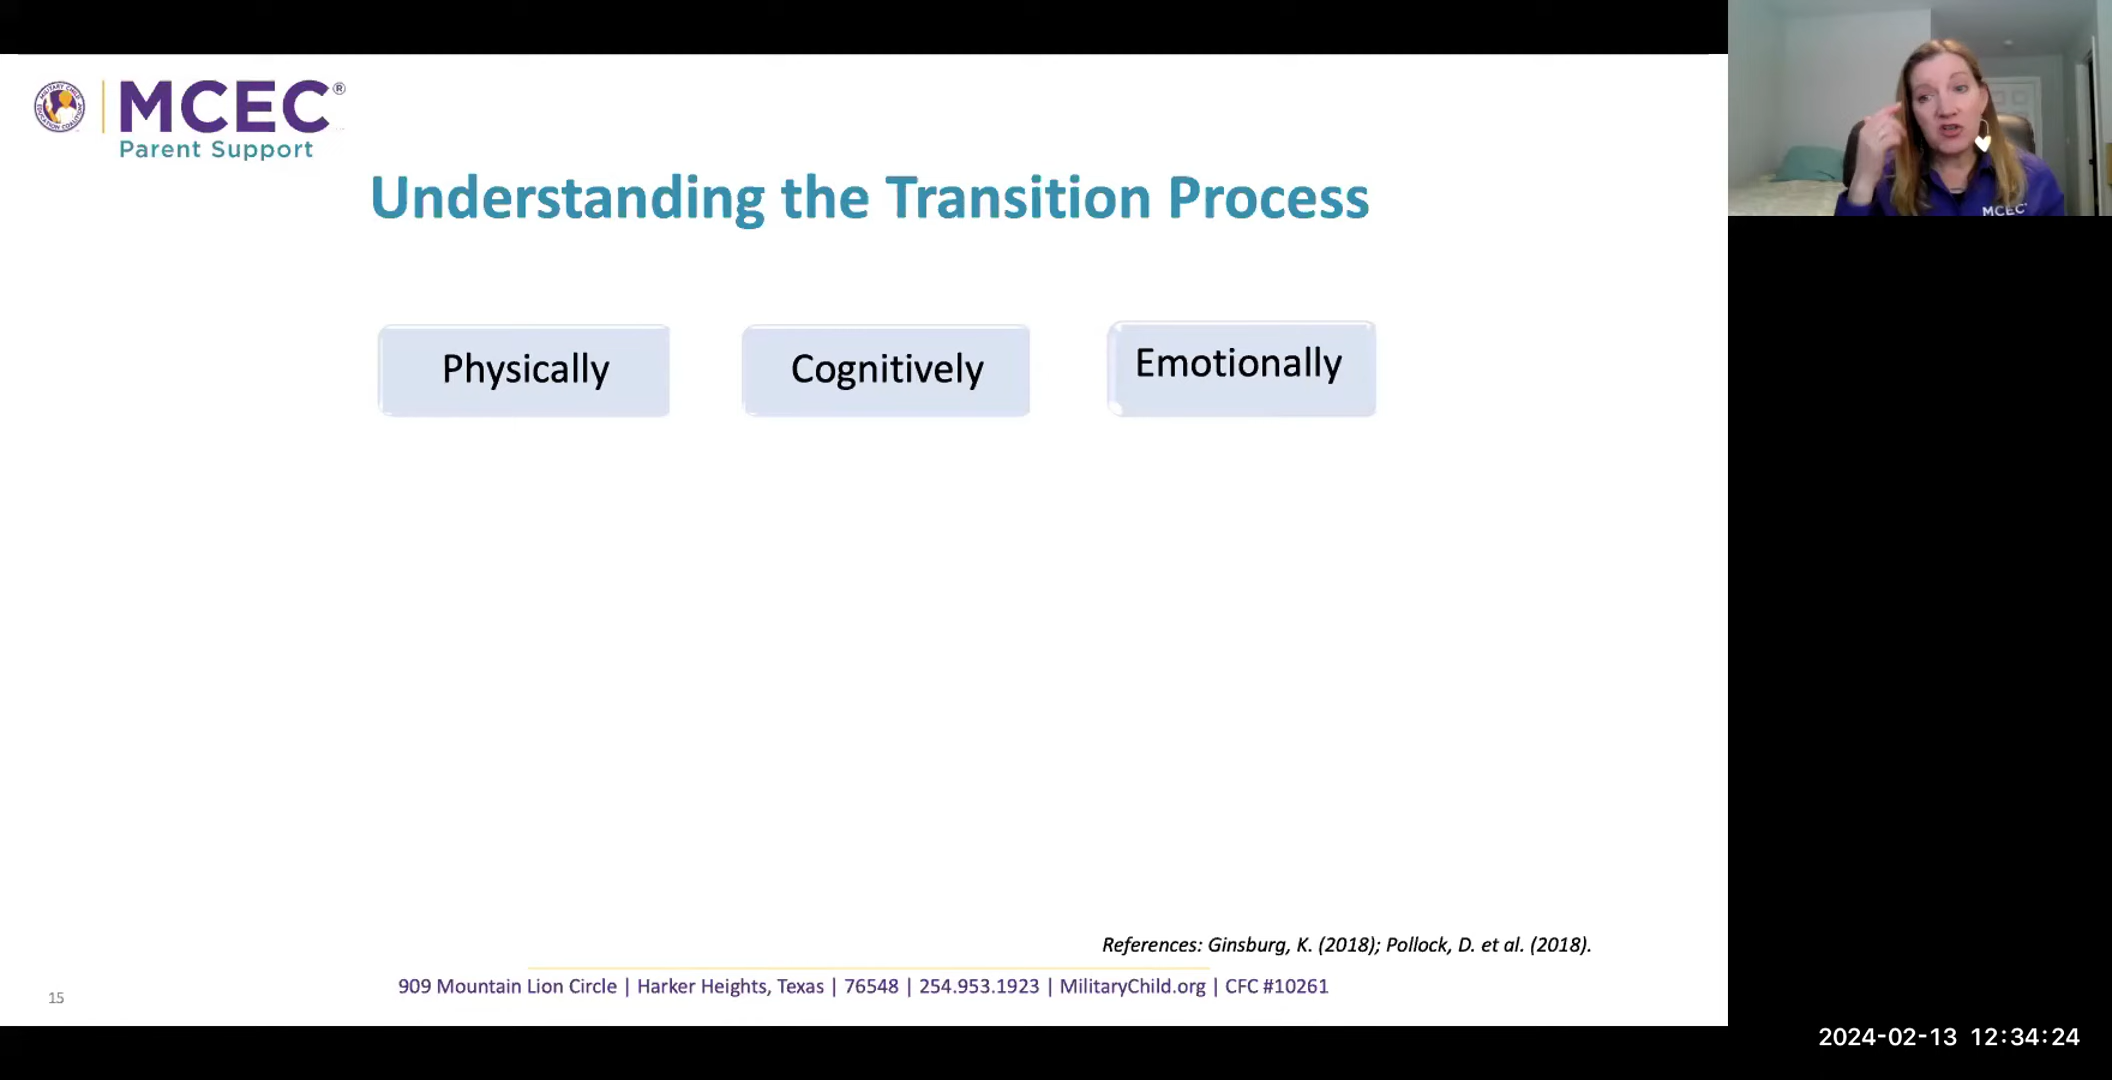 MCEC®
Parent Support
Understanding the Transition Process
Physically
Cognitively
Emotionally
References: Ginsburg, K. (2018); Pollock, D. et al. (2018).
909 Mountain Lion Circle | Harker Heights, Texas | 76548 | 254.953.1923 | MilitaryChild.org | CFC #10261
15
MCEC
2024-02-13 12:34:24